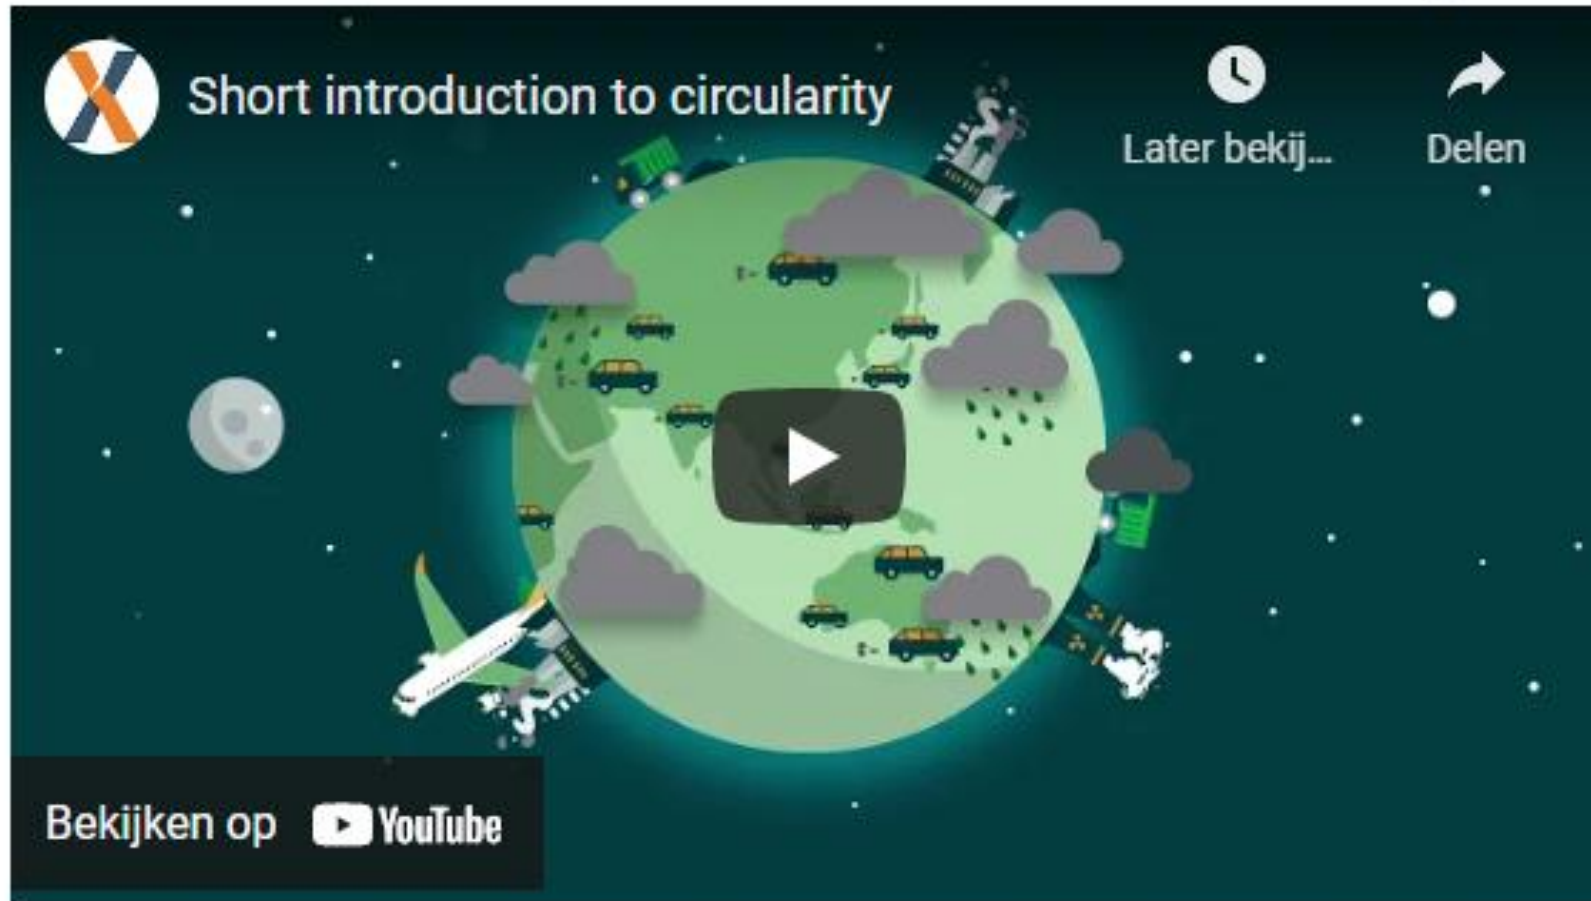 Short introduction to circularity
Later bekij...
Delen
Bekijken op YouTube